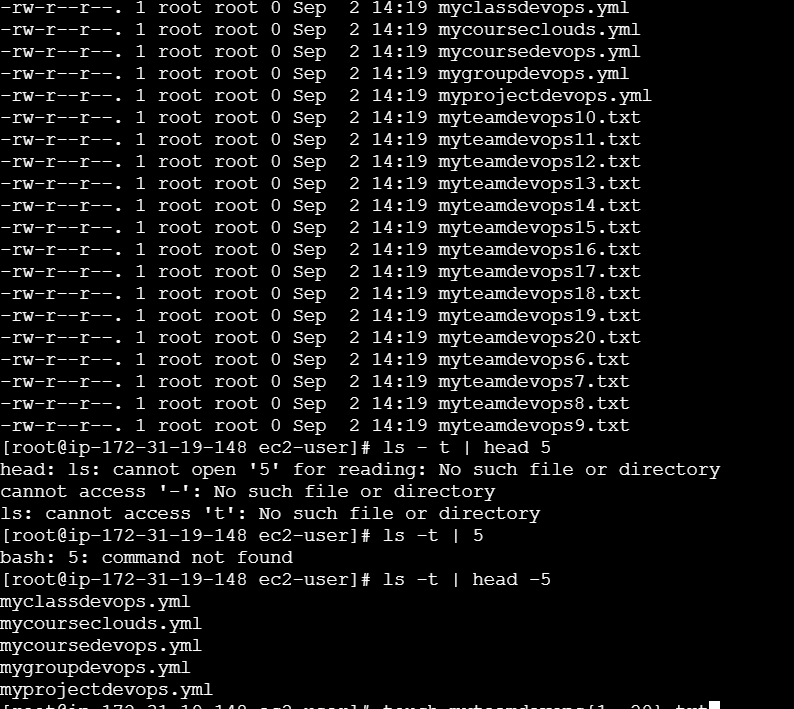 -rw-r--r--. 1 root root 0 Sep  2 14:19 myclassdevops.yml
-rw-r--r--. 1 root root 0 Sep  2 14:19 mycourseclouds.yml
-rw-r--r--. 1 root root 0 Sep  2 14:19 mycoursedevops.yml
-rw-r--r--. 1 root root 0 Sep  2 14:19 mygroupdevops.yml
-rw-r--r--. 1 root root 0 Sep  2 14:19 myprojectdevops.yml
-rw-r--r--. 1 root root 0 Sep  2 14:19 myteamdevops10.txt
-rw-r--r--. 1 root root 0 Sep  2 14:19 myteamdevops11.txt
-rw-r--r--. 1 root root 0 Sep  2 14:19 myteamdevops12.txt
-rw-r--r--. 1 root root 0 Sep  2 14:19 myteamdevops13.txt
-rw-r--r--. 1 root root 0 Sep  2 14:19 myteamdevops14.txt
-rw-r--r--. 1 root root 0 Sep  2 14:19 myteamdevops15.txt
-rw-r--r--. 1 root root 0 Sep  2 14:19 myteamdevops16.txt
-rw-r--r--. 1 root root 0 Sep  2 14:19 myteamdevops17.txt
-rw-r--r--. 1 root root 0 Sep  2 14:19 myteamdevops18.txt
-rw-r--r--. 1 root root 0 Sep  2 14:19 myteamdevops19.txt
-rw-r--r--. 1 root root 0 Sep  2 14:19 myteamdevops20.txt
-rw-r--r--. 1 root root 0 Sep  2 14:19 myteamdevops6.txt
-rw-r--r--. 1 root root 0 Sep  2 14:19 myteamdevops7.txt
-rw-r--r--. 1 root root 0 Sep  2 14:19 myteamdevops8.txt
-rw-r--r--. 1 root root 0 Sep  2 14:19 myteamdevops9.txt
[root@ip-172-31-19-148 ec2-user]# ls - t | head 5
head: ls: cannot open '5' for reading: No such file or directory
cannot access '-': No such file or directory
ls: cannot access 't': No such file or directory
[root@ip-172-31-19-148 ec2-user]# ls -t | 5
bash: 5: command not found
[root@ip-172-31-19-148 ec2-user]# ls -t | head -5
myclassdevops.yml
mycourseclouds.yml
mycoursedevops.yml
mygroupdevops.yml
myprojectdevops.yml
[root@ip-172-31-19-148 ec2-user]# touch